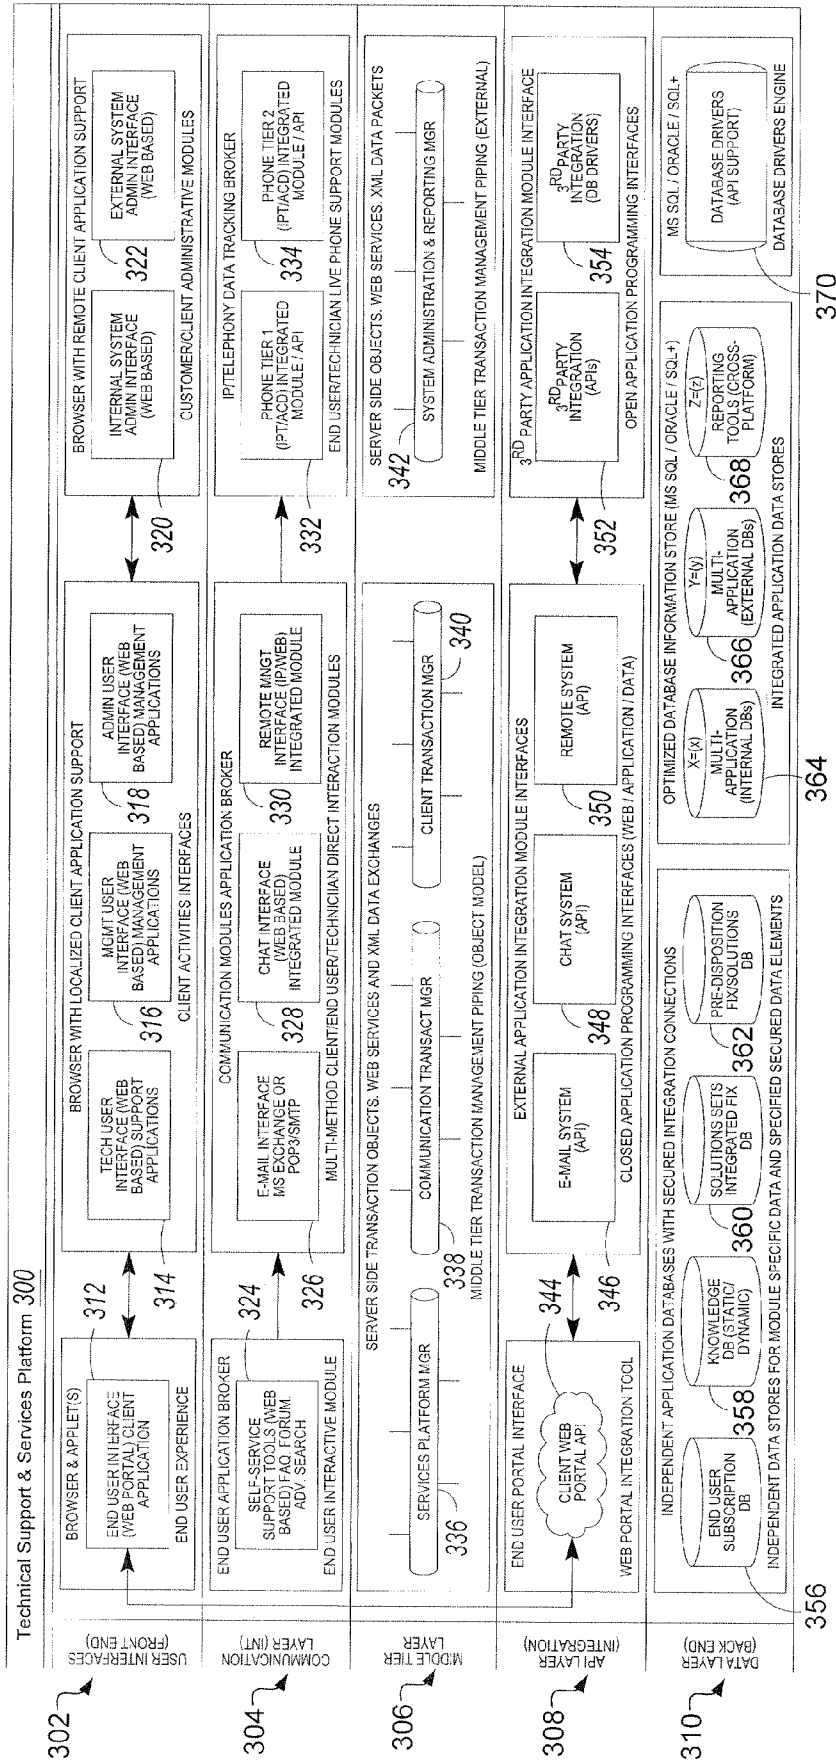 Technical Support & Services Platform 300
302
USER INTERFACES
(FRONT END)
BROWSER & APPLET(S)
312
END USER INTERFACE
(WEB PORTAL) CLIENT
APPLICATION
END USER EXPERIENCE
BROWSER WITH LOCALIZED CLIENT APPLICATION SUPPORT
314
TECH USER
INTERFACE (WEB
BASED) SUPPORT
APPLICATIONS
316
MGMT USER
INTERFACE (WEB
BASED) MANAGEMENT
APPLICATIONS
318
ADMIN USER
INTERFACE (WEB
BASED) MANAGEMENT
APPLICATIONS
CLIENT ACTIVITIES INTERFACES
BROWSER WITH REMOTE CLIENT APPLICATION SUPPORT
320
INTERNAL SYSTEM
ADMIN INTERFACE
(WEB BASED)
322
EXTERNAL SYSTEM
ADMIN INTERFACE
(WEB BASED)
CUSTOMER/CLIENT ADMINISTRATIVE MODULES
304
COMMUNICATION
LAYER (INT)
END USER APPLICATION BROKER
324
SELF-SERVICE
SUPPORT TOOLS (WEB
BASED) FAQ. FORUM.
ADV. SEARCH
END USER INTERACTIVE MODULE
COMMUNICATION MODULES APPLICATION BROKER
326
E-MAIL INTERFACE
MS EXCHANGE OR
POP3/SMTP
328
CHAT INTERFACE
(WEB BASED)
INTEGRATED MODULE
330
REMOTE MNGT
INTERFACE (IP/WEB)
INTEGRATED MODULE
MULTI-METHOD CLIENT/END USER/TECHNICIIAN DIRECT INTERACTION MODULES
IP/TELEPHONY DATA TRACKING BROKER
332
PHONE TIER 1
(IPT/ACD) INTEGRATED
MODULE / API
334
PHONE TIER 2
(IPT/ACD) INTEGRATED
MODULE / API
END USER/TECHNICIAN LIVE PHONE SUPPORT MODULES
306
MIDDLE TIER
LAYER
SERVER SIDE TRANSACTION OBJECTS. WEB SERVICES AND XML DATA EXCHANGES
336
SERVICES PLATFORM MGR
338
COMMUNICATION TRANSACT MGR
CLIENT TRANSACTION MGR
340
MIDDLE TIER TRANSACTION MANAGEMENT PIPING (OBJECT MODEL)
SERVER SIDE OBJECTS. WEB SERVICES. XML DATA PACKETS
342
SYSTEM ADMINISTRATION & REPORTING MGR
MIDDLE TIER TRANSACTION MANAGEMENT PIPING (EXTERNAL)
308
API LAYER
(INTEGRATION)
END USER PORTAL INTERFACE
344
CLIENT WEB
PORTAL API
WEB PORTAL INTEGRATION TOOL
EXTERNAL APPLICATION INTEGRATION MODULE INTERFACES
346
E-MAIL SYSTEM
(API)
348
CHAT SYSTEM
(API)
350
REMOTE SYSTEM
(API)
CLOSED APPLICATION PROGRAMMING INTERFACES (WEB / APPLICATION / DATA)
3RD PARTY APPLICATION INTEGRATION MODULE INTERFACE
352
3RD PARTY
INTEGRATION
(APIs)
354
3RD PARTY
INTEGRATION
(DB DRIVERS)
OPEN APPLICATION PROGRAMMING INTERFACES
310
DATA LAYER
(BACK END)
INDEPENDENT APPLICATION DATABASES WITH SECURED INTEGRATION CONNECTIONS
356
END USER
SUBSCRIPTION
DB
358
KNOWLEDGE
DB (STATIC/
DYNAMIC)
360
SOLUTIONS SETS
INTEGRATED FIX
DB
362
PRE-DISPOSITION
FIX/SOLUTIONS
DB
INDEPENDENT DATA STORES FOR MODULE SPECIFIC DATA AND SPECIFIED SECURED DATA ELEMENTS
OPTIMIZED DATABASE INFORMATION STORE (MS SQL / ORACLE / SQL+)
364
X=(x)
MULTI-
APPLICATION
(INTERNAL DBs)
366
Y=(y)
MULTI-
APPLICATION
(EXTERNAL DBs)
368
Z=(z)
REPORTING
TOOLS (CROSS-
PLATFORM)
INTEGRATED APPLICATION DATA STORES
MS SQL / ORACLE / SQL+
370
DATABASE DRIVERS
(API SUPPORT)
DATABASE DRIVERS ENGINE